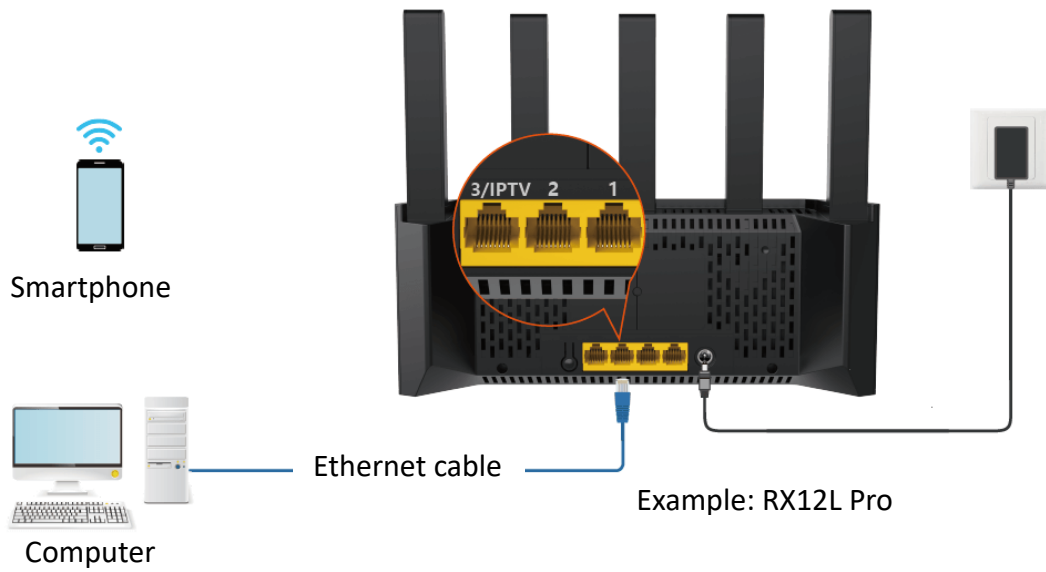 3/IPTV 2 1
Smartphone
Ethernet cable
Example: RX12L Pro
Computer